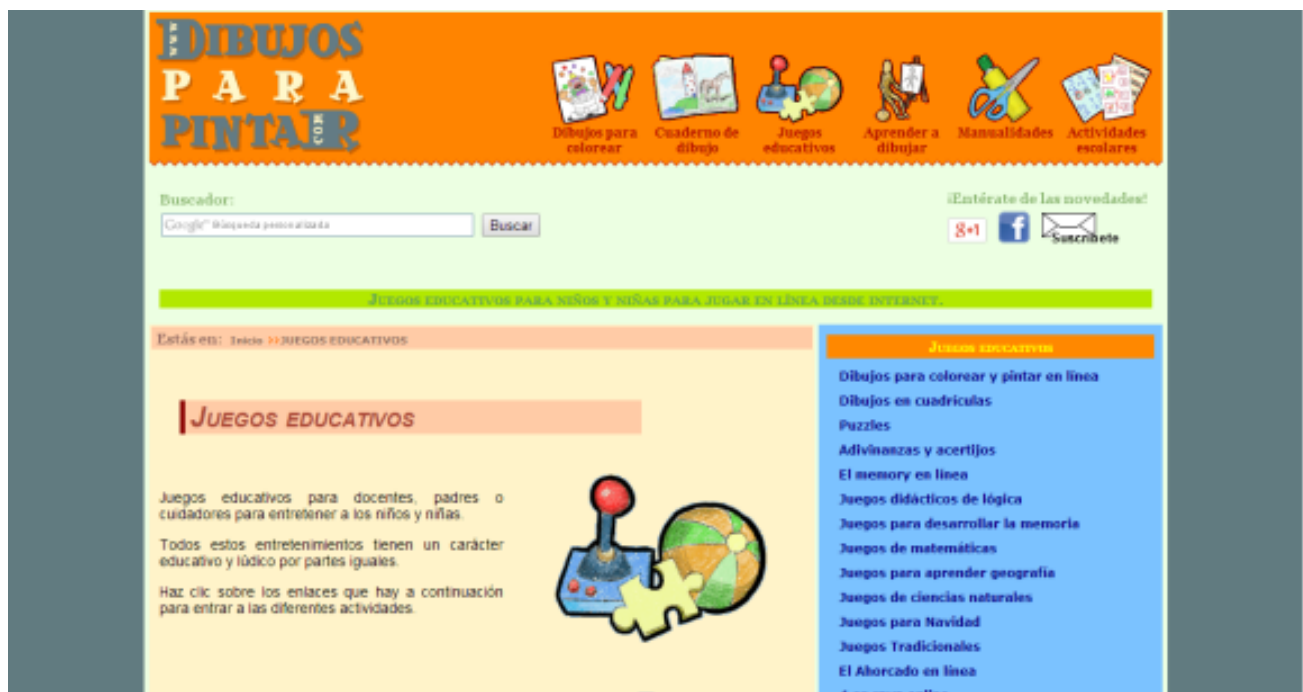 www
DIBUJOS
PARA
PINTAR
COM
Dibujos para
colorear
Cuaderno de
dibujo
Juegos
educativos
Aprender a
dibujar
Manualidades
Actividades
escolares
Buscador:
Google™ Búsqueda personalizada
Buscar
¡Entérate de las novedades!
g+1
f
Suscríbete
JUEGOS EDUCATIVOS PARA NIÑOS Y NIÑAS PARA JUGAR EN LÍNEA DESDE INTERNET.
Estás en: Inicio >>JUEGOS EDUCATIVOS
JUEGOS EDUCATIVOS
Juegos educativos para docentes, padres o
cuidadores para entretener a los niños y niñas.
Todos estos entretenimientos tienen un carácter
educativo y lúdico por partes iguales.
Haz clic sobre los enlaces que hay a continuación
para entrar a las diferentes actividades.
JUEGOS EDUCATIVOS
Dibujos para colorear y pintar en línea
Dibujos en cuadrículas
Puzzles
Adivinanzas y acertijos
El memory en línea
Juegos didácticos de lógica
Juegos para desarrollar la memoria
Juegos de matemáticas
Juegos para aprender geografía
Juegos de ciencias naturales
Juegos para Navidad
Juegos Tradicionales
El Ahorcado en línea